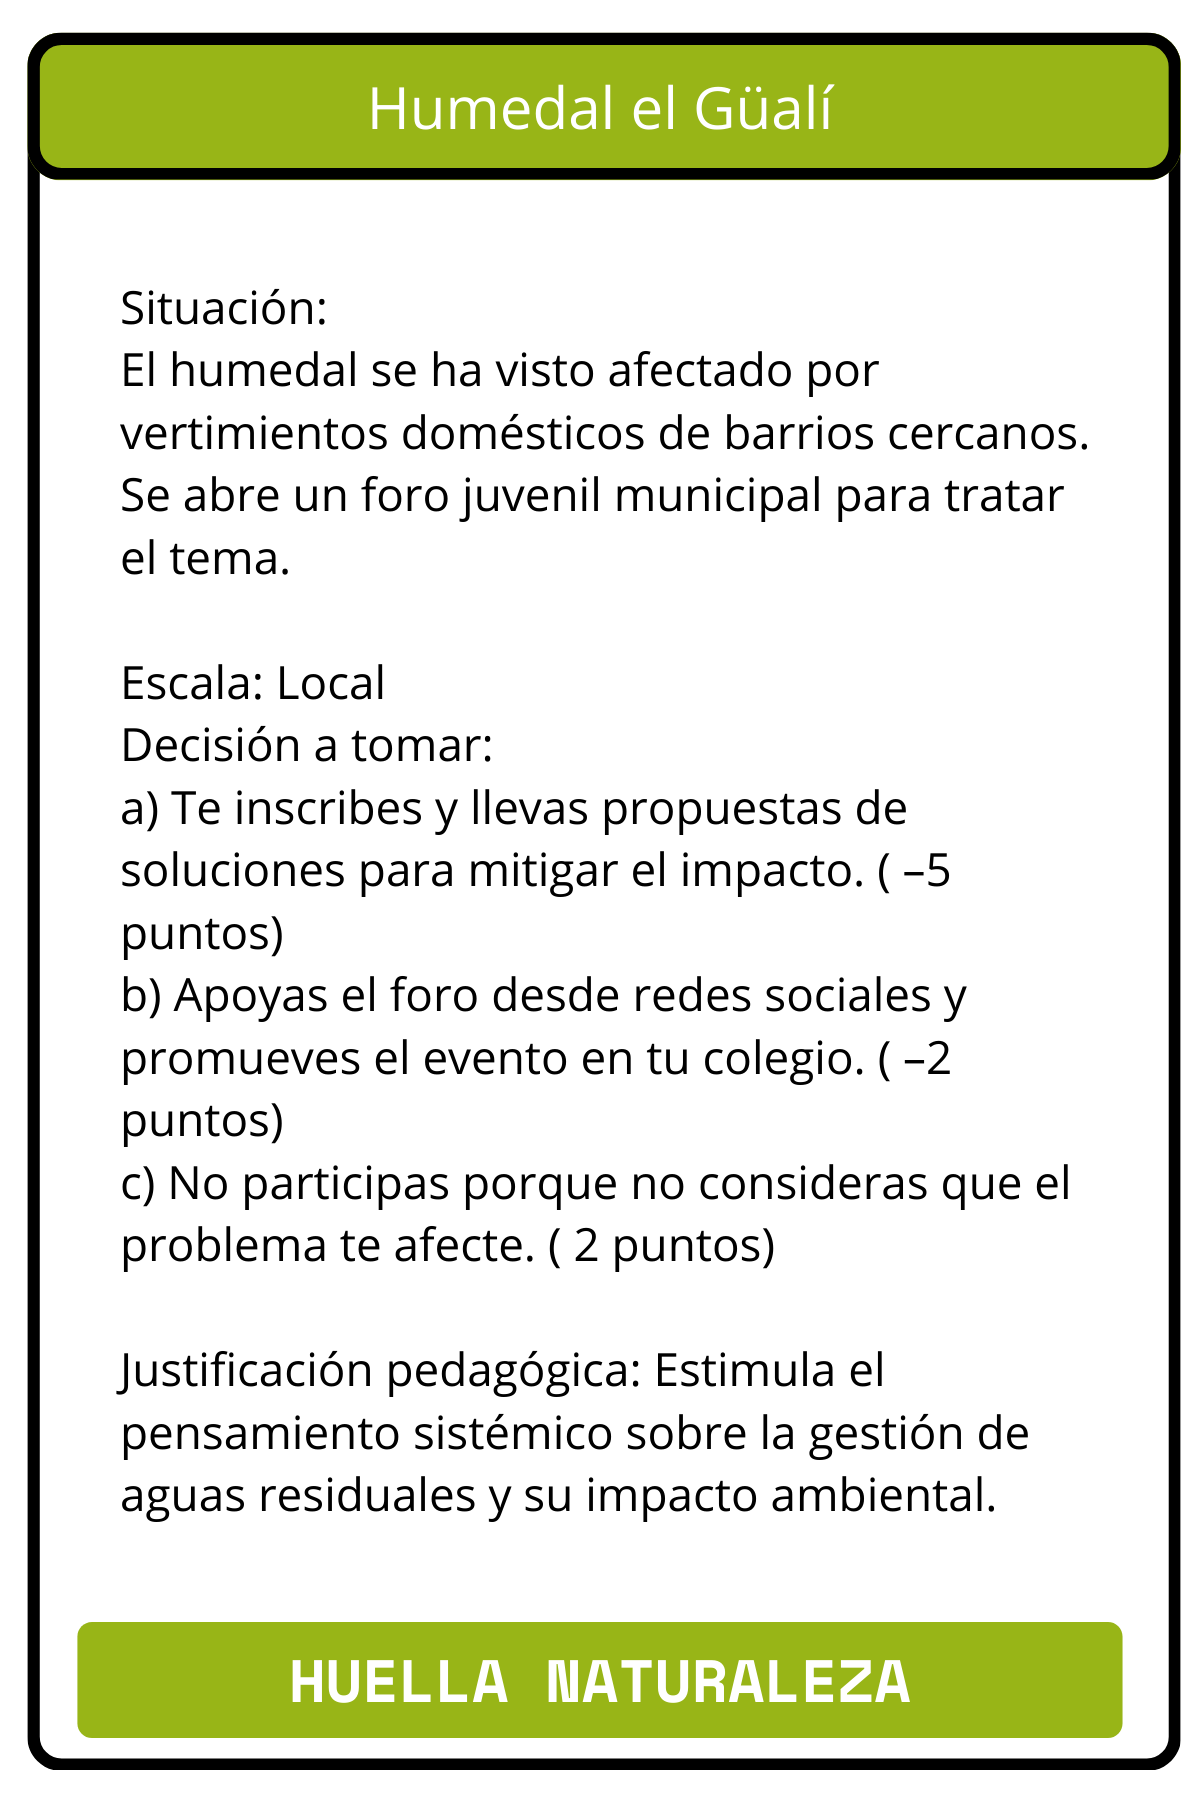 Humedal el Güalí
Situación:
El humedal se ha visto afectado por
vertimientos domésticos de barrios cercanos.
Se abre un foro juvenil municipal para tratar
el tema.
Escala: Local
Decisión a tomar:
a) Te inscribes y llevas propuestas de
soluciones para mitigar el impacto. ( –5
puntos)
b) Apoyas el foro desde redes sociales y
promueves el evento en tu colegio. ( –2
puntos)
c) No participas porque no consideras que el
problema te afecte. ( 2 puntos)
Justificación pedagógica: Estimula el
pensamiento sistémico sobre la gestión de
aguas residuales y su impacto ambiental.
HUELLA NATURALEZA